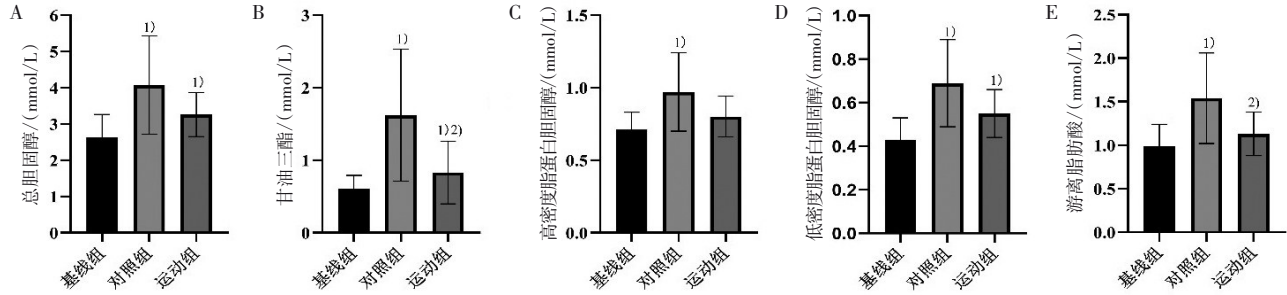 A
总胆固醇/(mmol/L)
6
5
4
3
2
1
0
1)
1)
基线组
对照组
运动组
B
甘油三酯/(mmol/L)
3
2
1
0
1)
1)2)
基线组
对照组
运动组
C
高密度脂蛋白胆固醇/(mmol/L)
1.5
1.0
0.5
0.0
1)
基线组
对照组
运动组
D
低密度脂蛋白胆固醇/(mmol/L)
1.0
0.8
0.6
0.4
0.2
0.0
1)
1)
基线组
对照组
运动组
E
游离脂肪酸/(mmol/L)
2.5
2.0
1.5
1.0
0.5
0.0
1)
2)
基线组
对照组
运动组